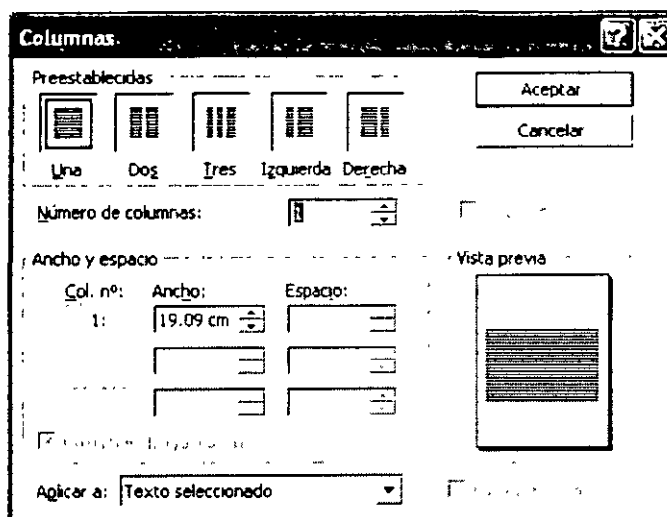 Columnas
Preestablecidas
Aceptar
Cancelar
Una Dos Tres Izquierda Derecha
Número de columnas: 1
Ancho y espacio
Vista previa
Col. nº: Ancho: Espacio:
1: 19.09 cm
Aplicar a: Texto seleccionado